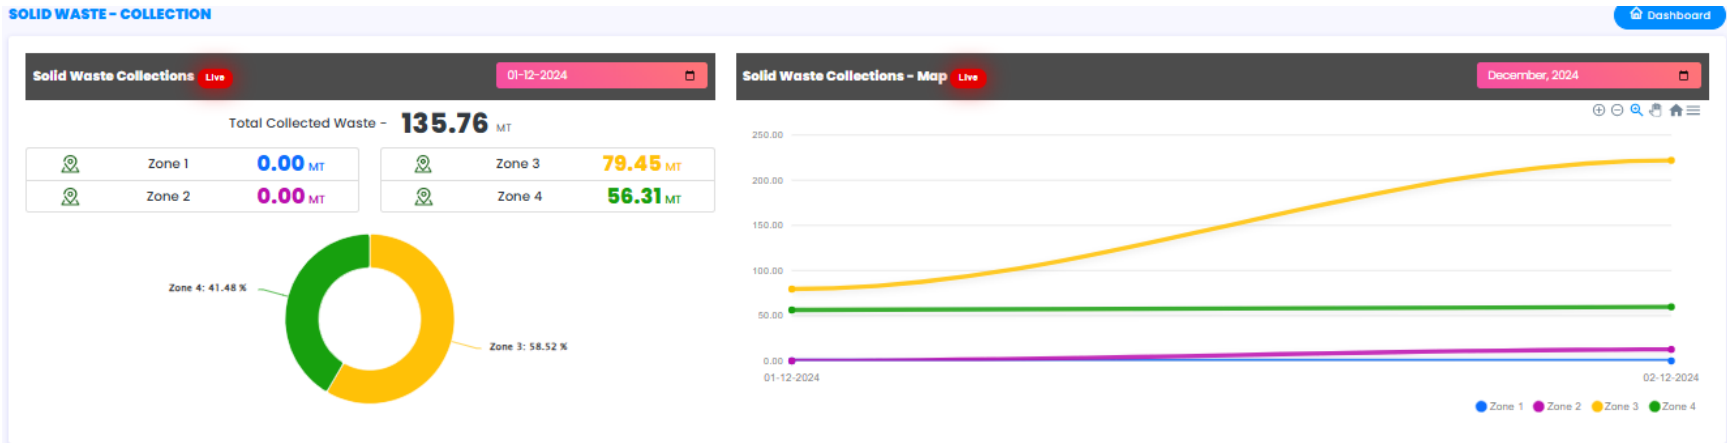 SOLID WASTE - COLLECTION
Dashboard
Solid Waste Collections Live
01-12-2024
Total Collected Waste - 135.76 MT
Zone 1 0.00 MT
Zone 3 79.45 MT
Zone 2 0.00 MT
Zone 4 56.31 MT
Zone 4: 41.48 %
Zone 3: 58.52 %
Solid Waste Collections - Map Live
December, 2024
250.00
200.00
150.00
100.00
50.00
0.00
01-12-2024
02-12-2024
Zone 1 Zone 2 Zone 3 Zone 4